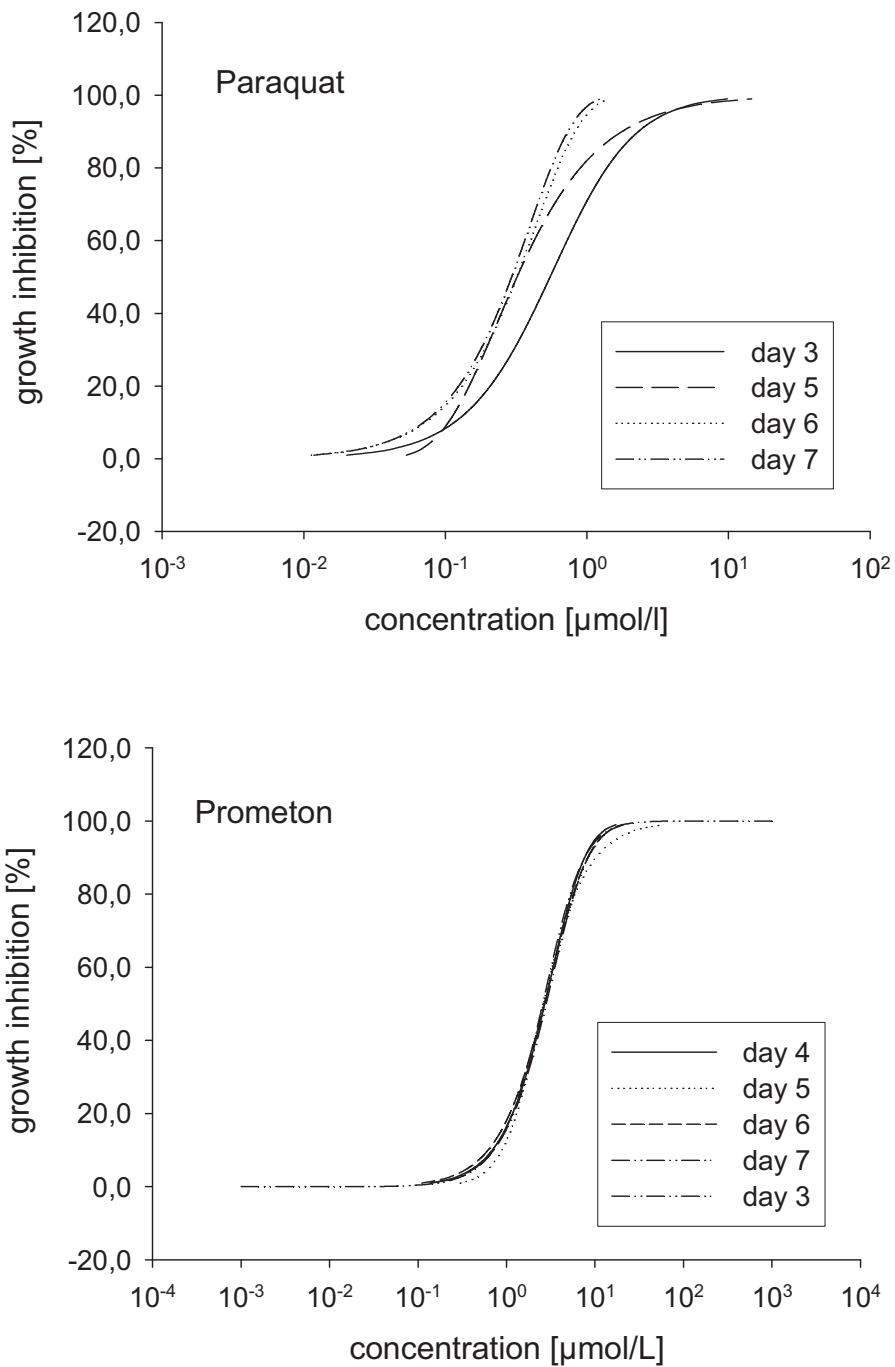 120,0
Paraquat
100,0
80,0
60,0
40,0
20,0
0,0
-20,0
growth inhibition [%]
day 3
day 5
day 6
day 7
10-3 10-2 10-1 100 101 102
concentration [µmol/l]
120,0
Prometon
100,0
80,0
60,0
40,0
20,0
0,0
-20,0
growth inhibition [%]
day 4
day 5
day 6
day 7
day 3
10-4 10-3 10-2 10-1 100 101 102 103 104
concentration [µmol/L]